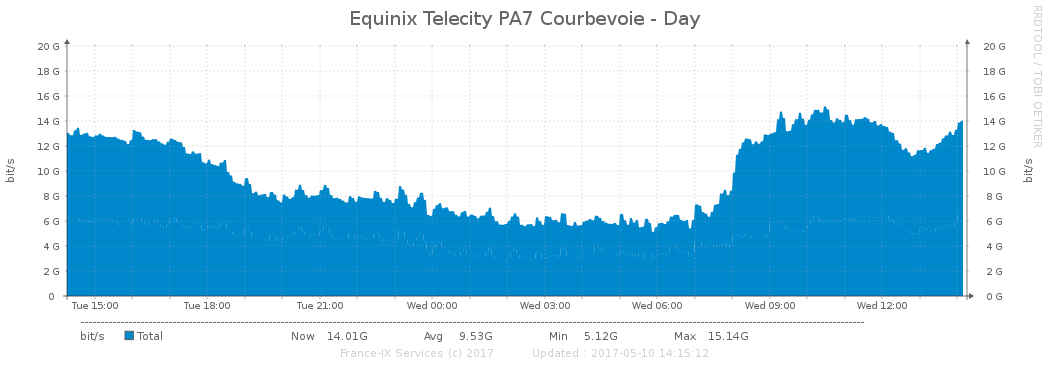 Equinix Telecity PA7 Courbevoie - Day
RRDTOOL / TOBI OETIKER
20 G 20 G
18 G 18 G
16 G 16 G
14 G 14 G
12 G 12 G
10 G 10 G
8 G 8 G
6 G 6 G
4 G 4 G
2 G 2 G
0 0 G
bit/s bit/s
Tue 15:00 Tue 18:00 Tue 21:00 Wed 00:00 Wed 03:00 Wed 06:00 Wed 09:00 Wed 12:00
bit/s Total Now 14.01G Avg 9.53G Min 5.12G Max 15.14G
France-IX Services (c) 2017 Updated : 2017-05-10 14:15:12